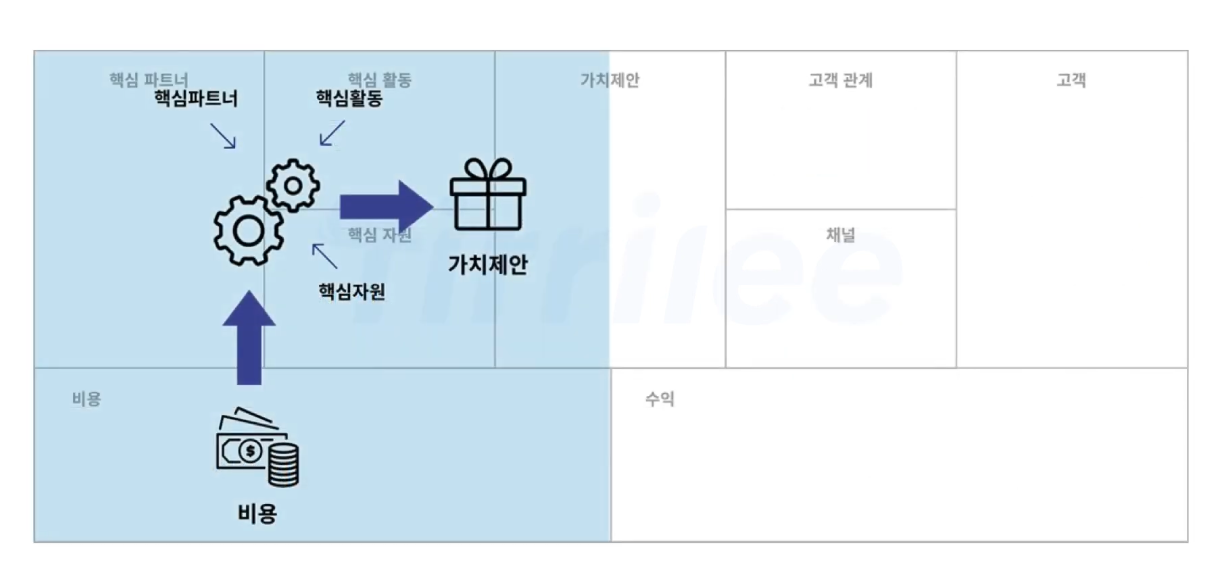 핵심 파트너
핵심 활동
가치제안
고객 관계
고객
핵심파트너
핵심활동
핵심 자원
채널
가치제안
핵심자원
Tirrilee
비용
수익
$
비용